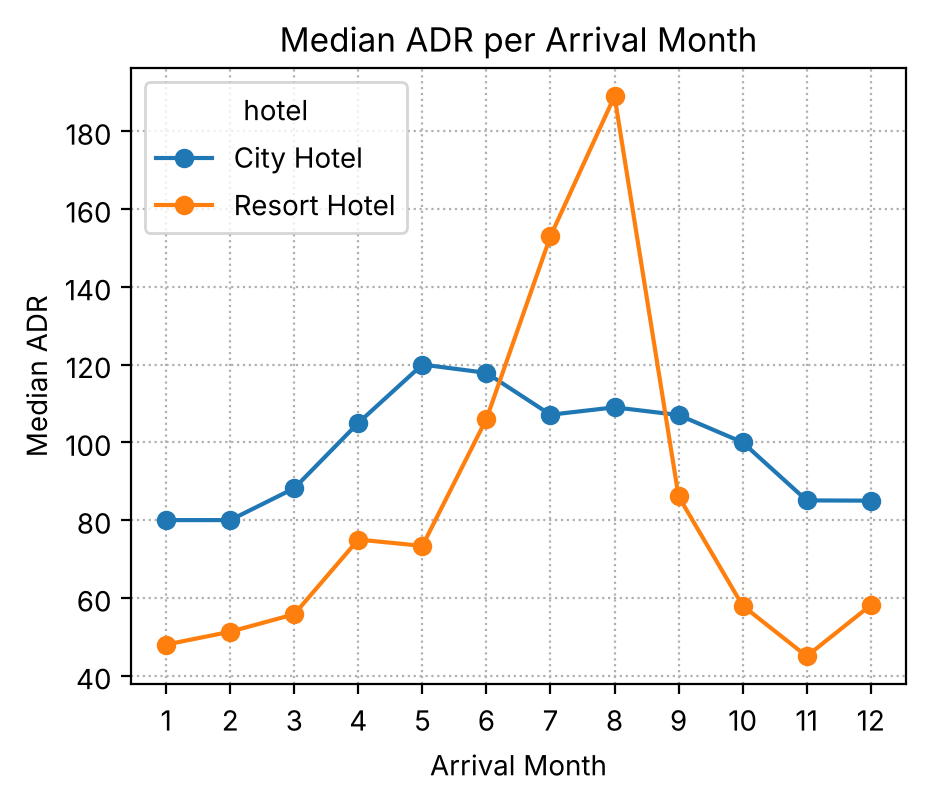 Median ADR per Arrival Month
hotel
City Hotel
Resort Hotel
Median ADR
180
160
140
120
100
80
60
40
1 2 3 4 5 6 7 8 9 10 11 12
Arrival Month